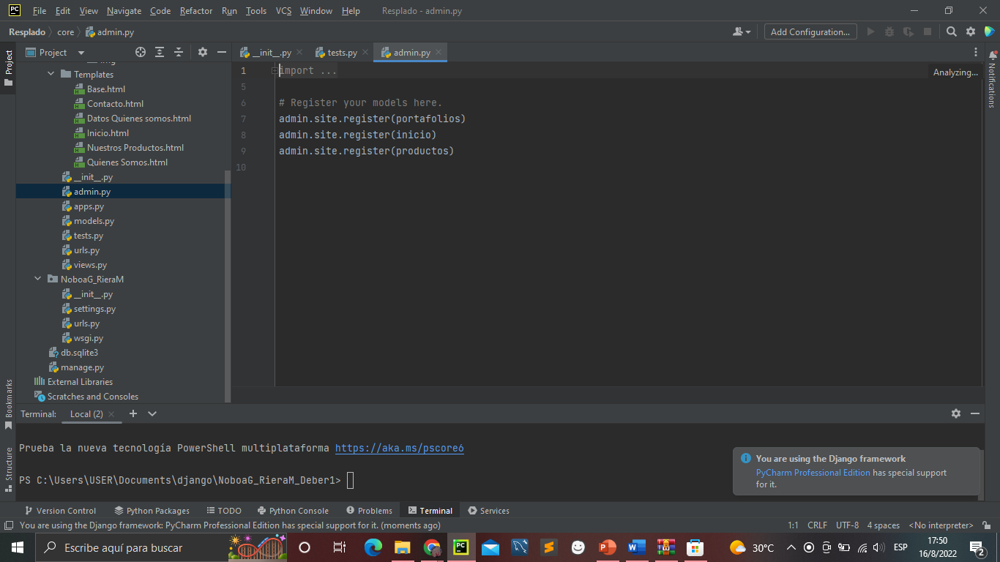 PC File Edit View Navigate Code Refactor Run Tools VCS Window Help Resplado - admin.py
Resplado core admin.py Add Configuration...
Project
Project
__init__.py tests.py admin.py
Templates
Base.html
Contacto.html
Datos Quienes somos.html
Inicio.html
Nuestros Productos.html
Quienes Somos.html
__init__.py
admin.py
apps.py
models.py
tests.py
urls.py
views.py
NoboaG_RieraM
__init__.py
settings.py
urls.py
wsgi.py
db.sqlite3
manage.py
External Libraries
Scratches and Consoles
1 import ...
5
6 # Register your models here.
7 admin.site.register(portafolios)
8 admin.site.register(inicio)
9 admin.site.register(productos)
10
Analyzing...
Notifications
Bookmarks
Structure
Terminal: Local (2)
Prueba la nueva tecnología PowerShell multiplataforma https://aka.ms/pscore6
PS C:\Users\USER\Documents\django\NoboaG_RieraM_Deber1>
You are using the Django framework
PyCharm Professional Edition has special support
for it.
Version Control Python Packages TODO Python Console Problems Terminal Services
You are using the Django framework: PyCharm Professional Edition has special support for it. (moments ago) 1:1 CRLF UTF-8 4 spaces <No interpreter>
Escribe aquí para buscar
PC
30°C
ESP
17:50
16/8/2022
2